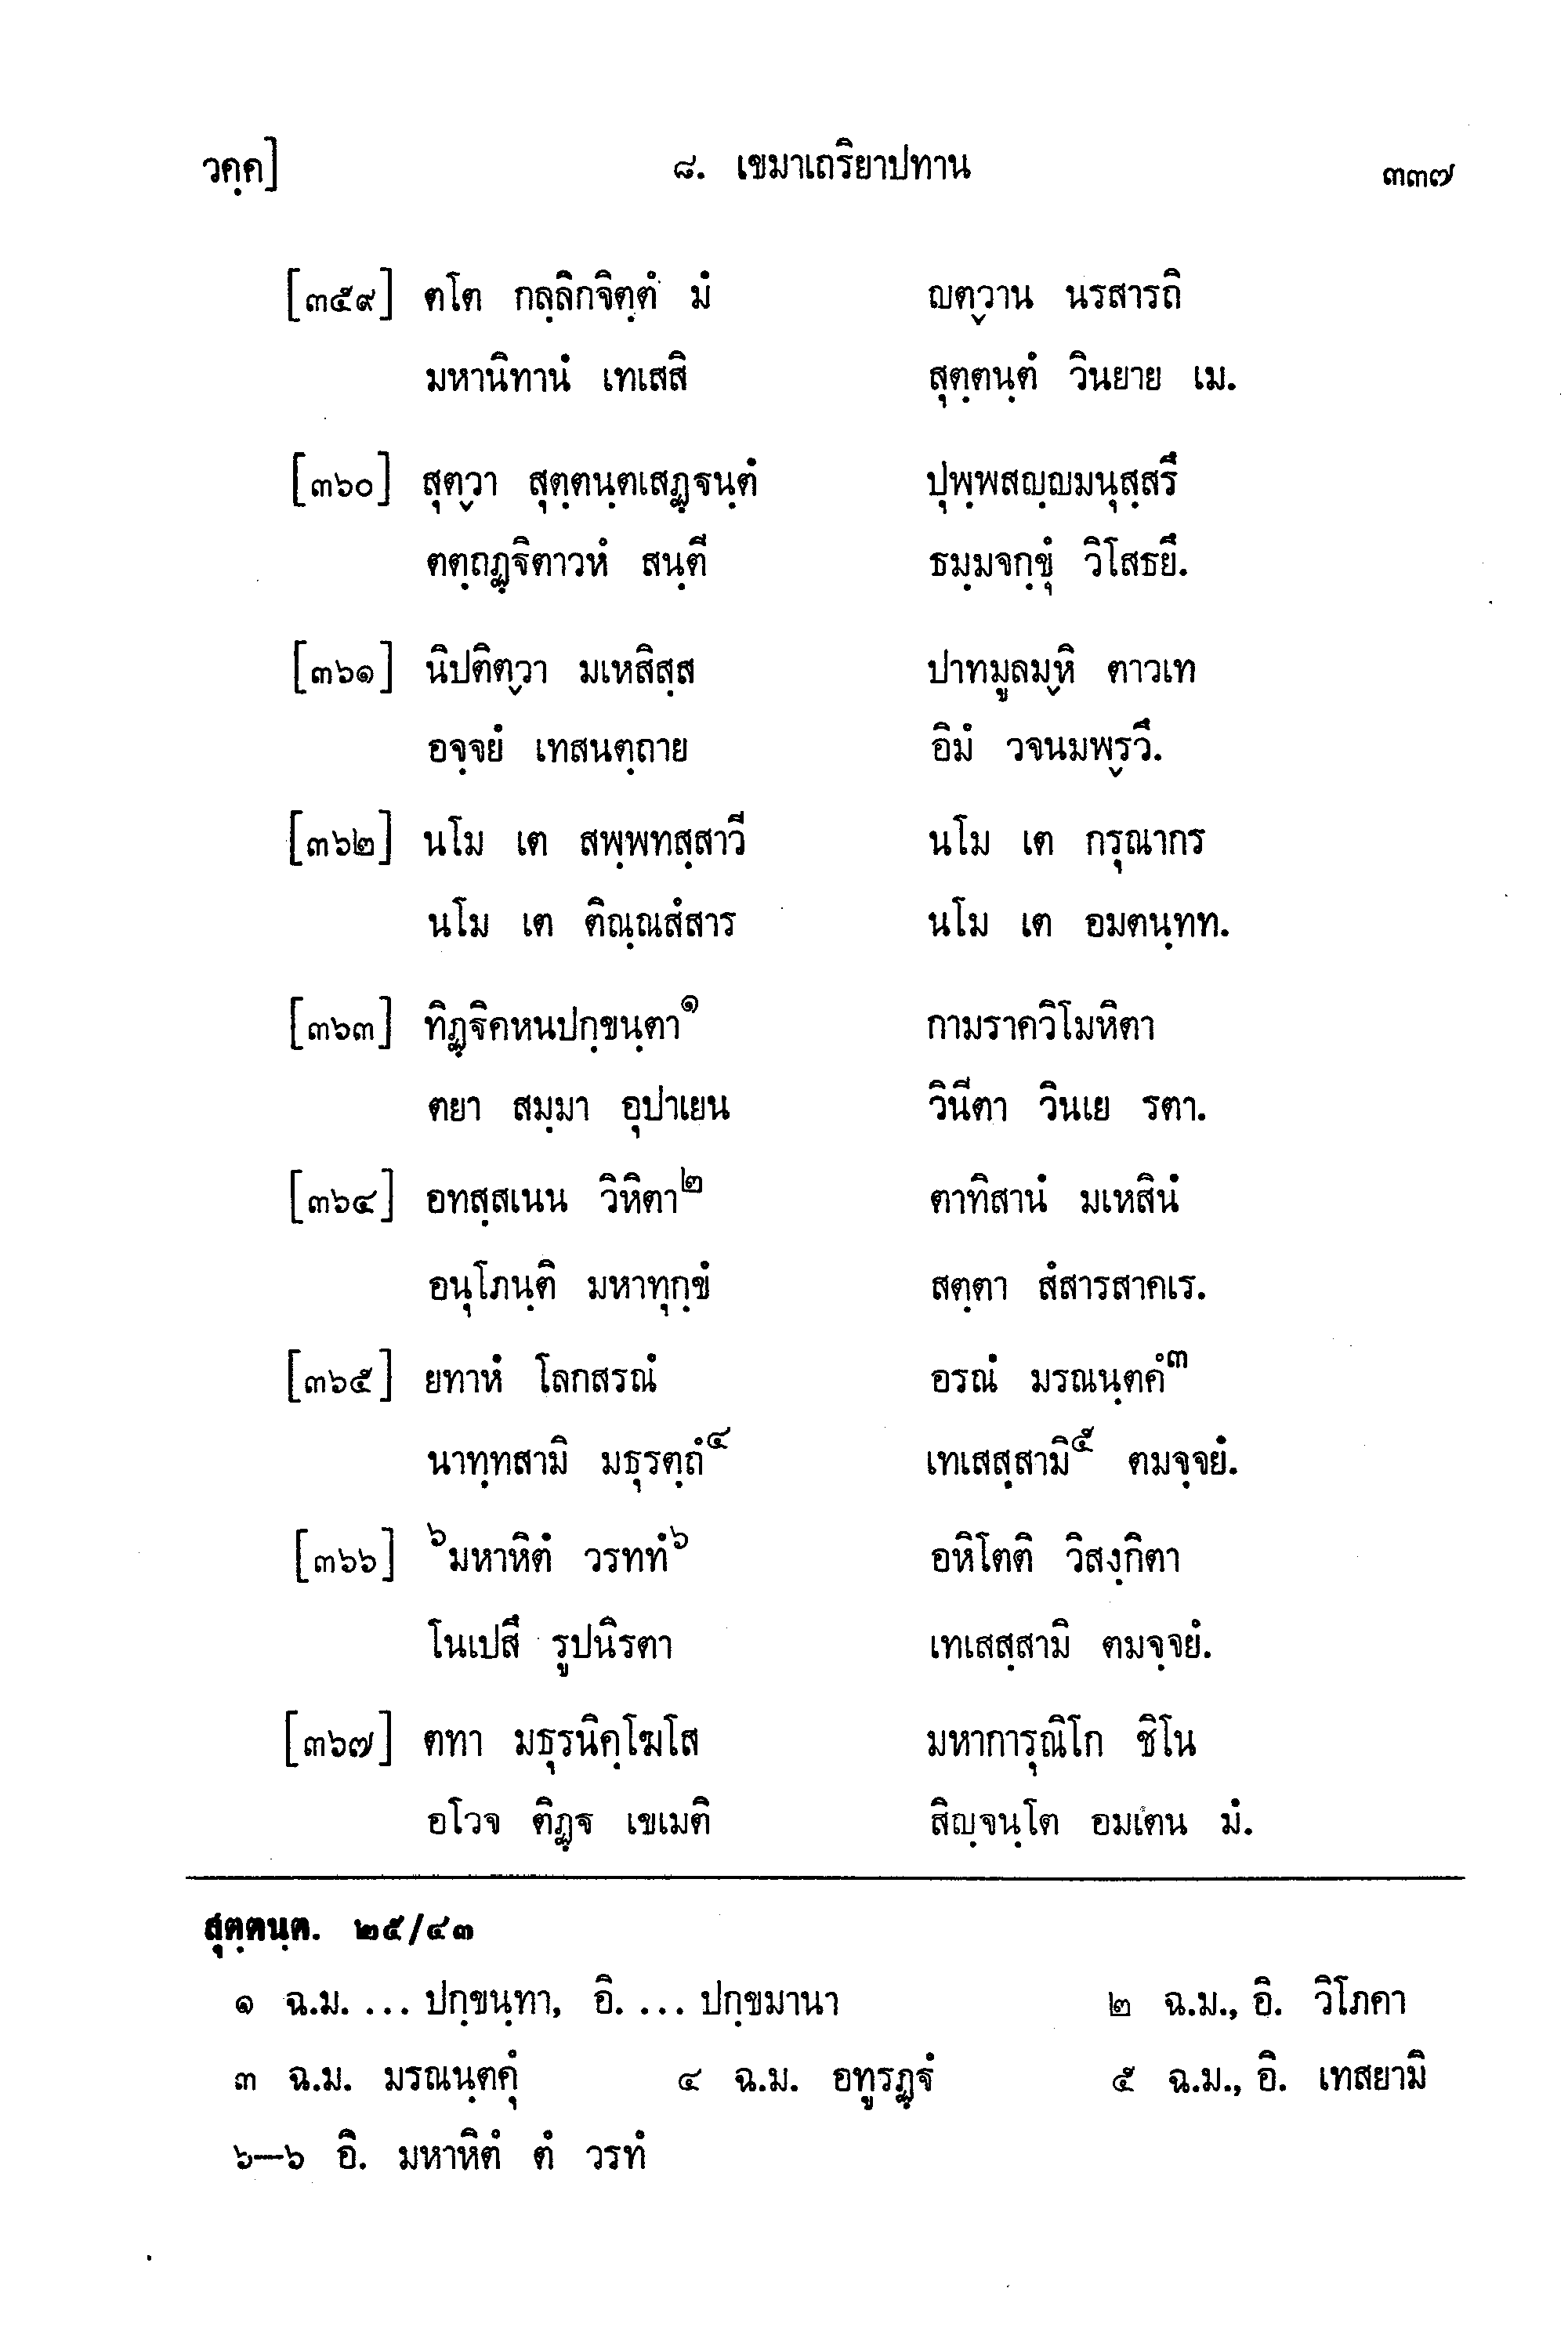 วคฺค] ๘. เขมาเถริยาปทาน ๓๓๗
[๓๕๙] ตโต กลฺลิกจิตฺตํ มํ ญตฺวาน นรสารถิ
มหานิทานํ เทเสสิ สุตฺตนฺตํ วินยาย เม.
[๓๖๐] สุตฺวา สุตฺตนฺตเสฏฺฐนฺตํ ปุพฺพสญฺญมนุสฺสรึ
ตตฺถฏฺฐิตาวหํ สนฺตี ธมฺมจกฺขุํ วิโสธยึ.
[๓๖๑] นิปติตฺวา มเหสิสฺส ปาทมูลมฺหิ ตาวเท
อจฺจยํ เทสนตฺถาย อิมํ วจนมพฺรวึ.
[๓๖๒] นโม เต สพฺพทสฺสาวี นโม เต กรุณากร
นโม เต ติณฺณสํสาร นโม เต อมตนฺทท.
[๓๖๓] ทิฏฺฐิคหนปกฺขนฺตา๑ กามราควิโมหิตา
ตยา สมฺมา อุปาเยน วินีตา วินเย รตา.
[๓๖๔] อทสฺสเนน วิหิตา๒ ตาทิสานํ มเหสินํ
อนุโภนฺติ มหาทุกฺขํ สตฺตา สํสารสาคเร.
[๓๖๕] ยทาหํ โลกสรณํ อรณํ มรณนฺตคํ๓
นาทฺทสามิ มธุรตฺถํ๔ เทเสสฺสามิ๕ ตมจฺจยํ.
[๓๖๖] ๖มหาหิตํ วรททํ๖ อหิโตติ วิสงฺกิตา
โนเปสึ รูปนิรตา เทเสสฺสามิ ตมจฺจยํ.
[๓๖๗] ตทา มธุรนิคฺโฆโส มหาการุณิโก ชิโน
อโวจ ติฏฺฐ เขเมติ สิญฺจนฺโต อมเตน มํ.
สุตฺตนฺต. ๒๕/๔๓
๑ ฉ.ม. ... ปกฺขนฺทา, อิ. ... ปกฺขมานา ๒ ฉ.ม., อิ. วิโภคา
๓ ฉ.ม. มรณนฺตคุํ ๔ ฉ.ม. อทูรฏฺฐํ ๕ ฉ.ม., อิ. เทสยามิ
๖—๖ อิ. มหาหิตํ ตํ วรทํ